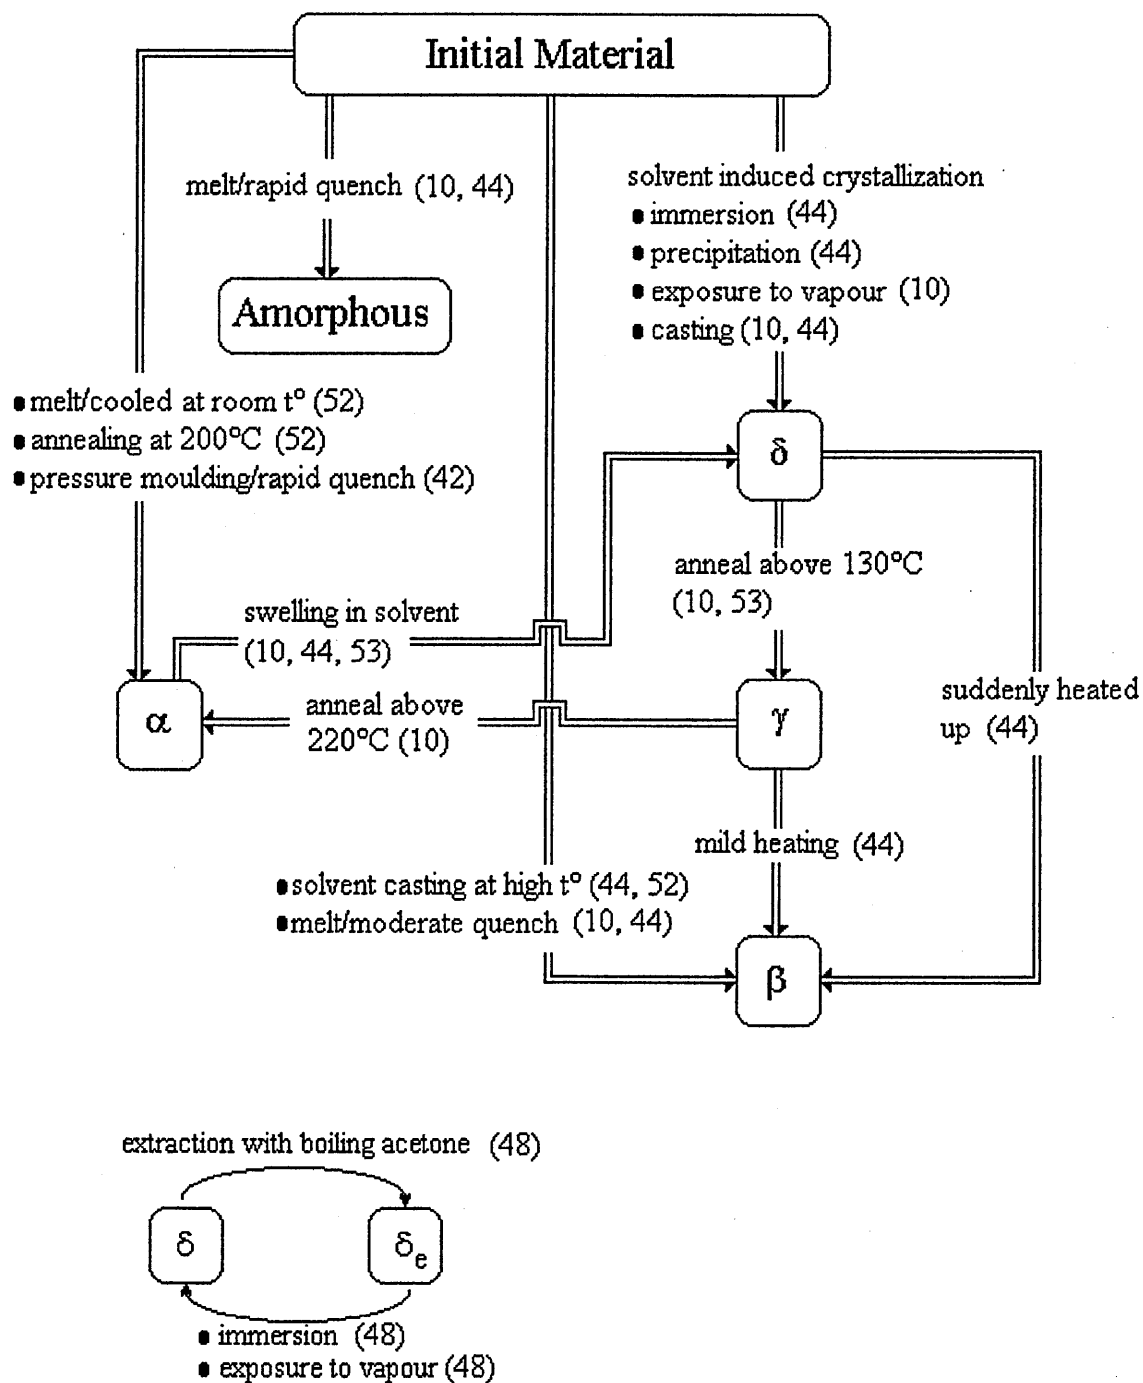 Initial Material
melt/rapid quench (10, 44)
Amorphous
solvent induced crystallization
• immersion (44)
• precipitation (44)
• exposure to vapour (10)
• casting (10, 44)
• melt/cooled at room tº (52)
• annealing at 200°C (52)
• pressure moulding/rapid quench (42)
δ
anneal above 130°C
(10, 53)
swelling in solvent
(10, 44, 53)
α
anneal above
220°C (10)
γ
suddenly heated
up (44)
mild heating (44)
• solvent casting at high tº (44, 52)
• melt/moderate quench (10, 44)
β
extraction with boiling acetone (48)
δ
δe
• immersion (48)
• exposure to vapour (48)